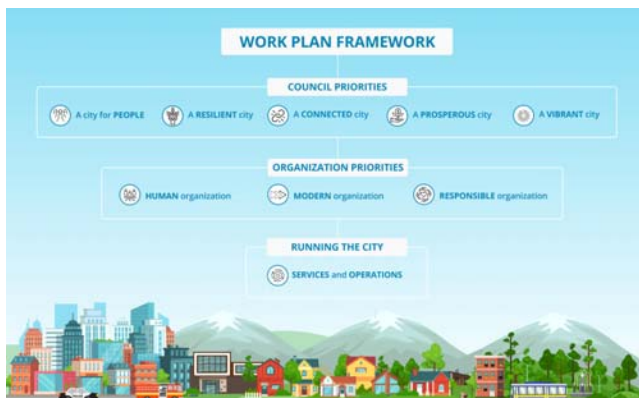 WORK PLAN FRAMEWORK
COUNCIL PRIORITIES
A city for PEOPLE
A RESILIENT city
A CONNECTED city
A PROSPEROUS city
A VIBRANT city
ORGANIZATION PRIORITIES
HUMAN organization
MODERN organization
RESPONSIBLE organization
RUNNING THE CITY
SERVICES and OPERATIONS